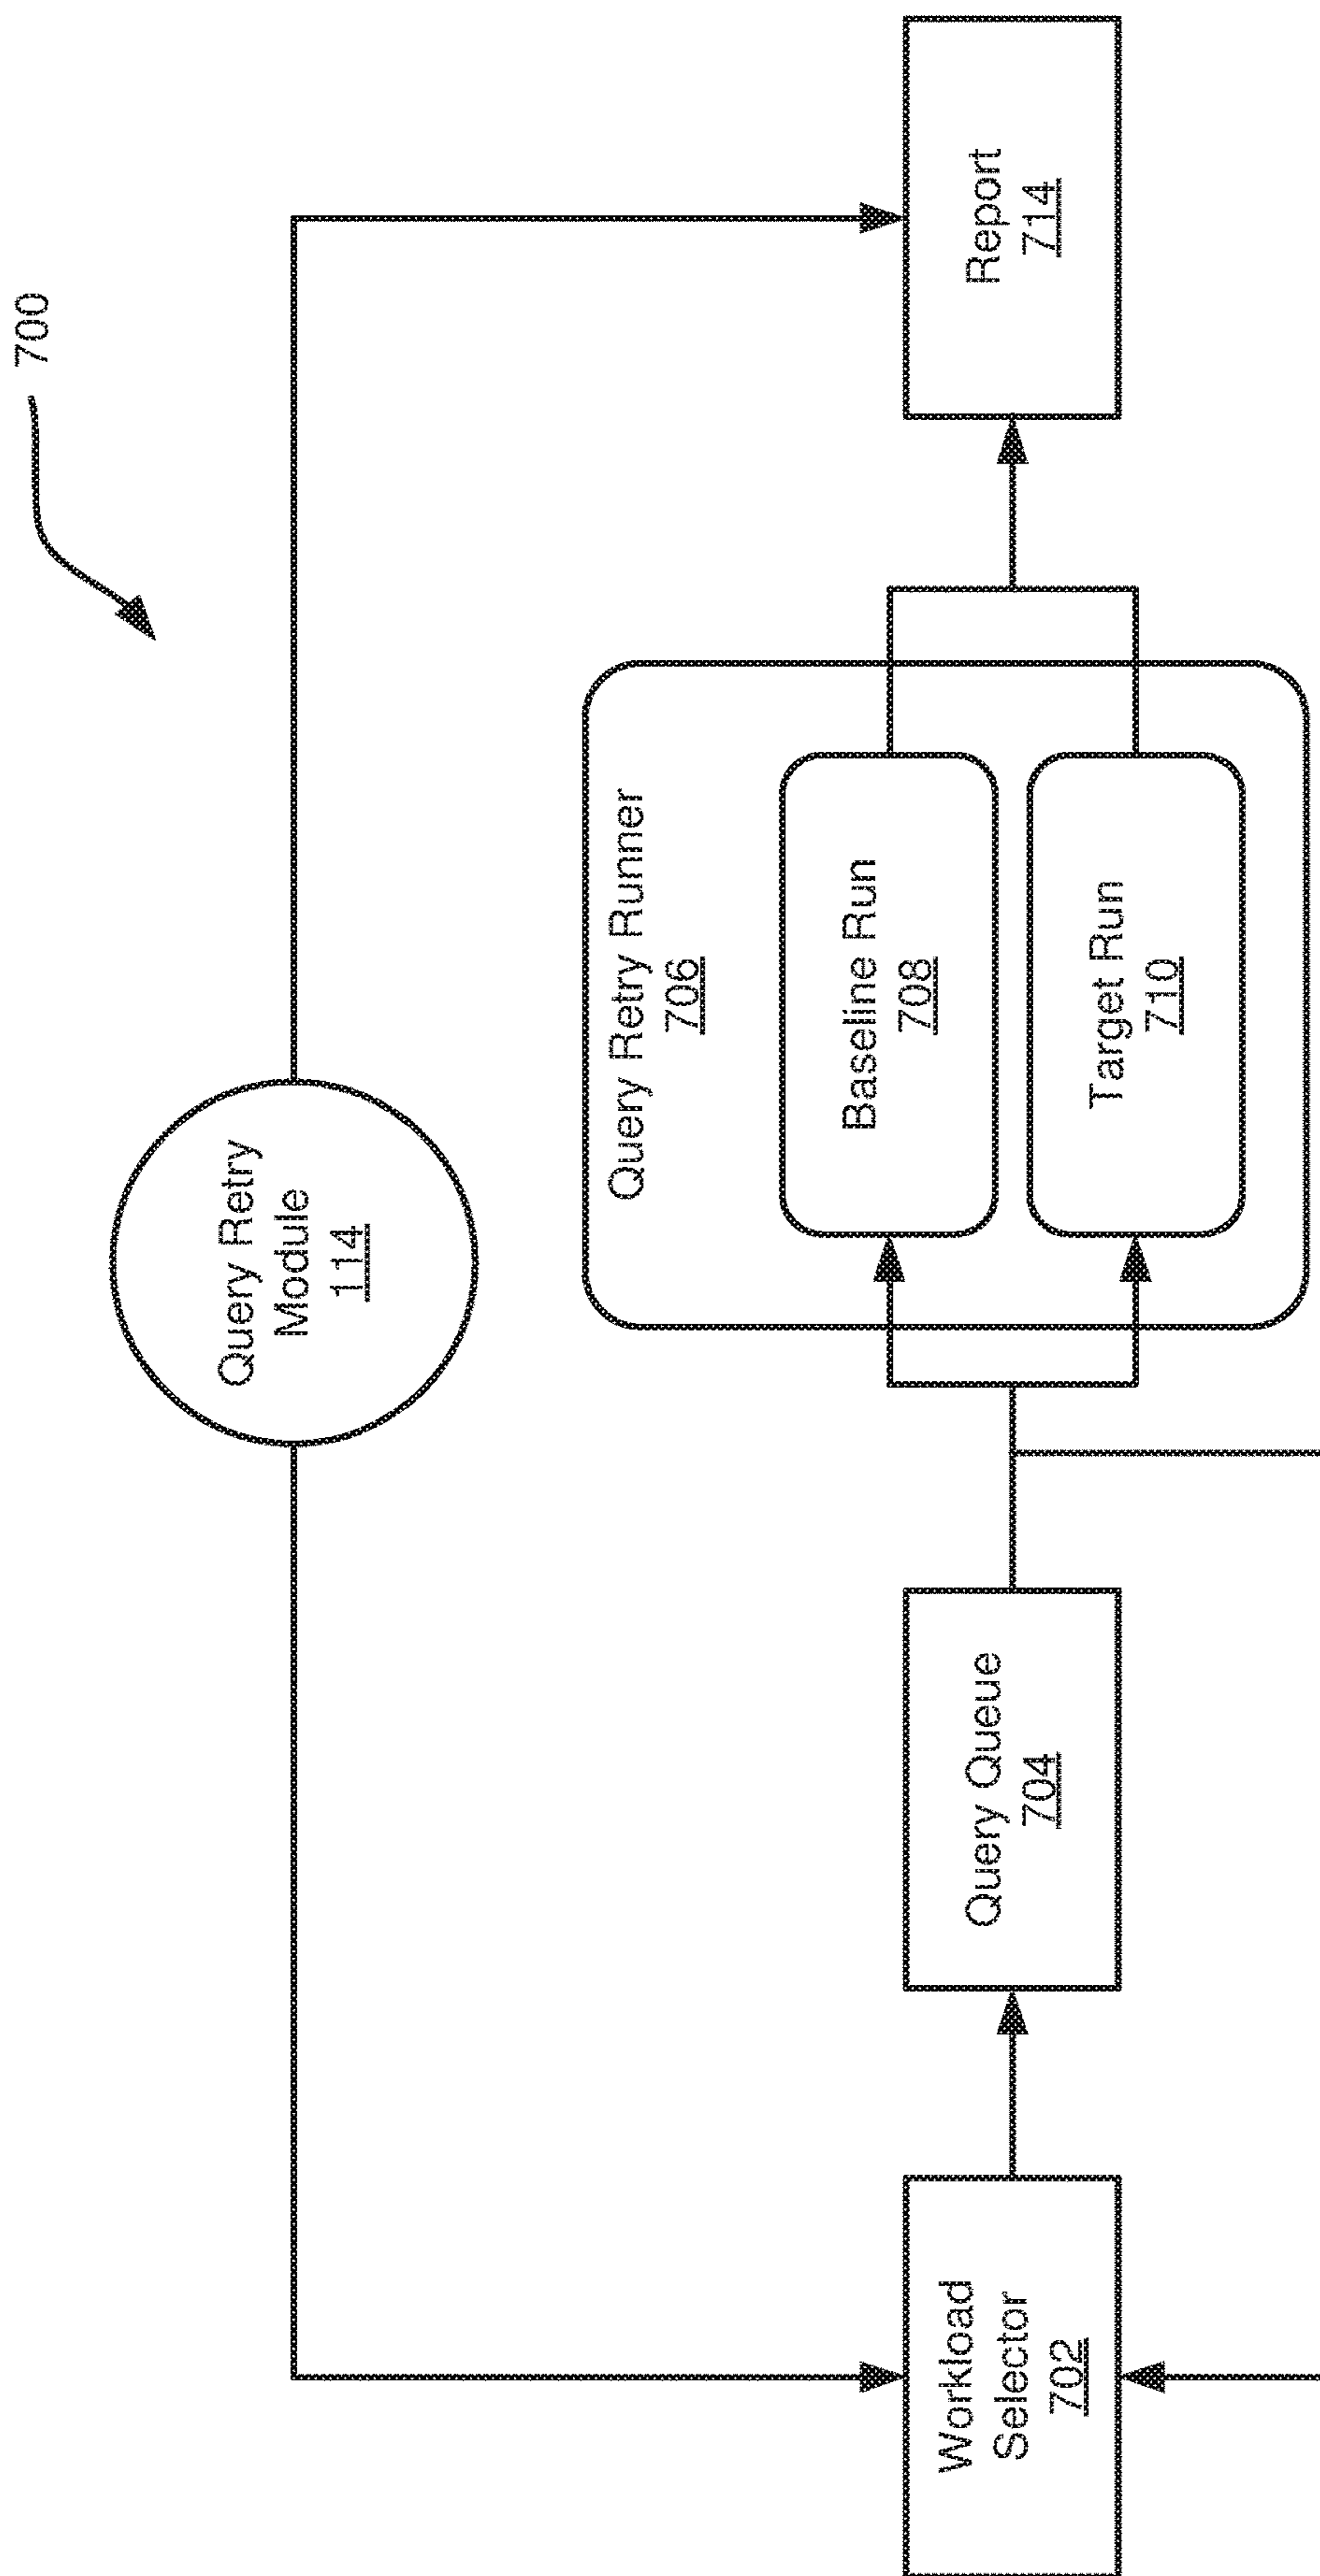 700
Query Retry
Module
114
Query Retry Runner
706
Workload
Selector
702
Query Queue
704
Baseline Run
708
Target Run
710
Report
714